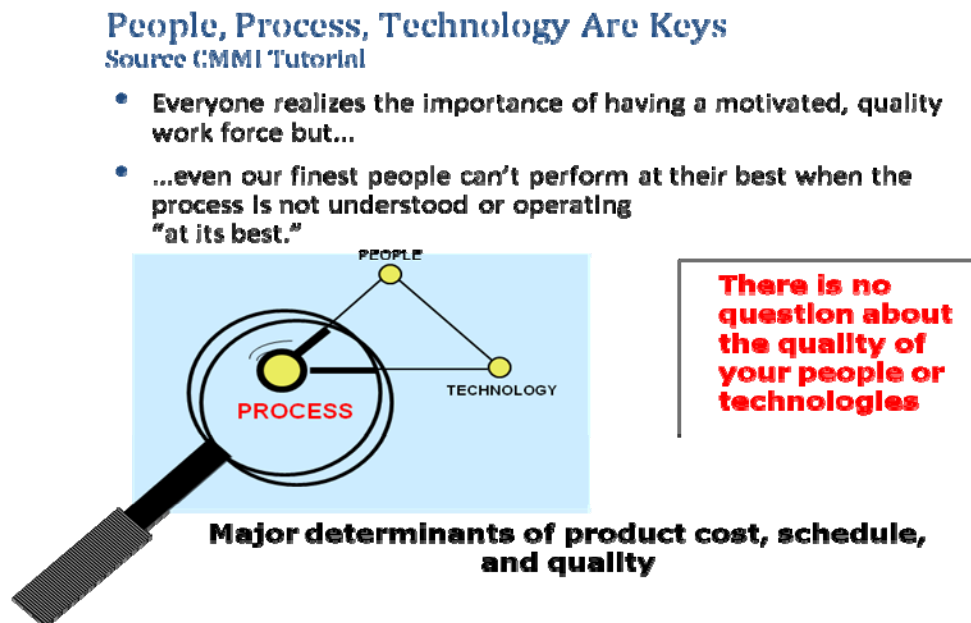 People, Process, Technology Are Keys
Source CMMI Tutorial
• Everyone realizes the importance of having a motivated, quality
work force but...
• ...even our finest people can't perform at their best when the
process is not understood or operating
"at its best."
PEOPLE
TECHNOLOGY
PROCESS
There is no
question about
the quality of
your people or
technologies
Major determinants of product cost, schedule,
and quality